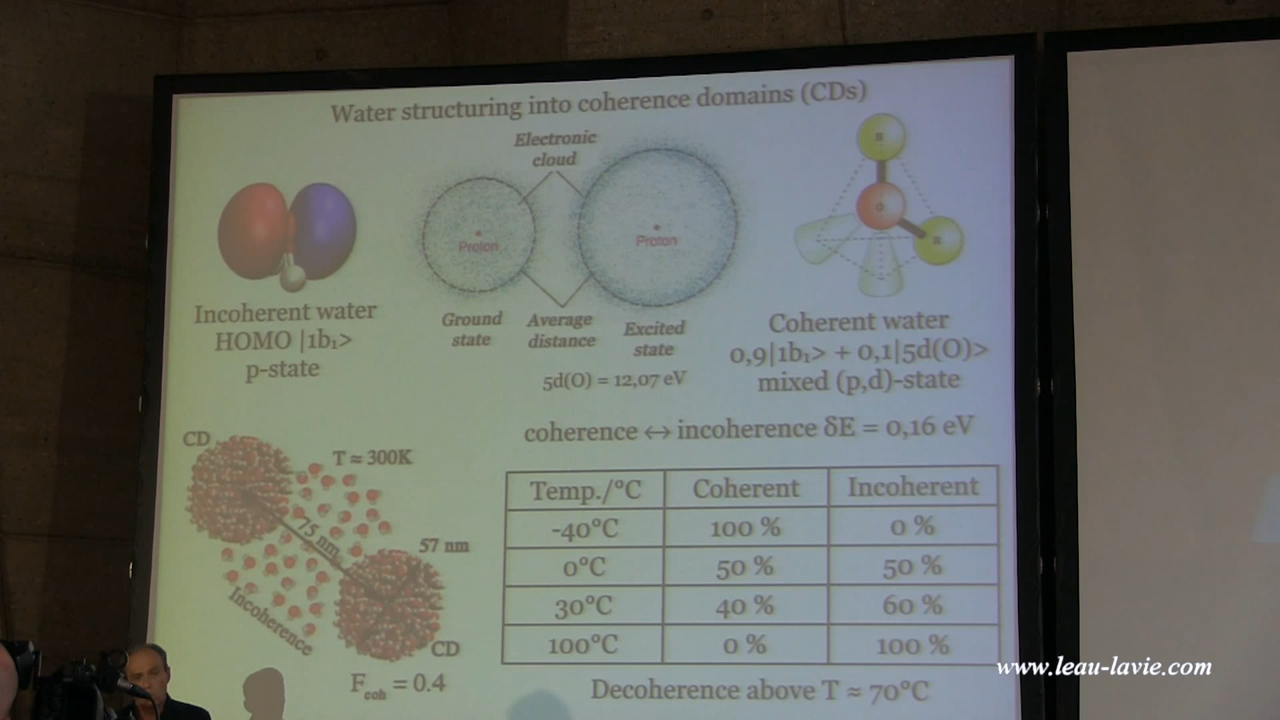 Water structuring into coherence domains (CDs)
Electronic
cloud
Proton
Proton
H
O
H
Incoherent water
HOMO |1b₁>
p-state
Ground
state
Average
distance
Excited
state
5d(O) = 12,07 eV
Coherent water
0,9|1b₁> + 0,1|5d(O)>
mixed (p,d)-state
coherence ↔ incoherence δE = 0,16 eV
CD
T ≈ 300K
75 nm
57 nm
Incoherence
CD
F_coh = 0.4
Temp./°C Coherent Incoherent
-40°C 100 % 0 %
0°C 50 % 50 %
30°C 40 % 60 %
100°C 0 % 100 %
Decoherence above T ≈ 70°C
www.leau-lavie.com